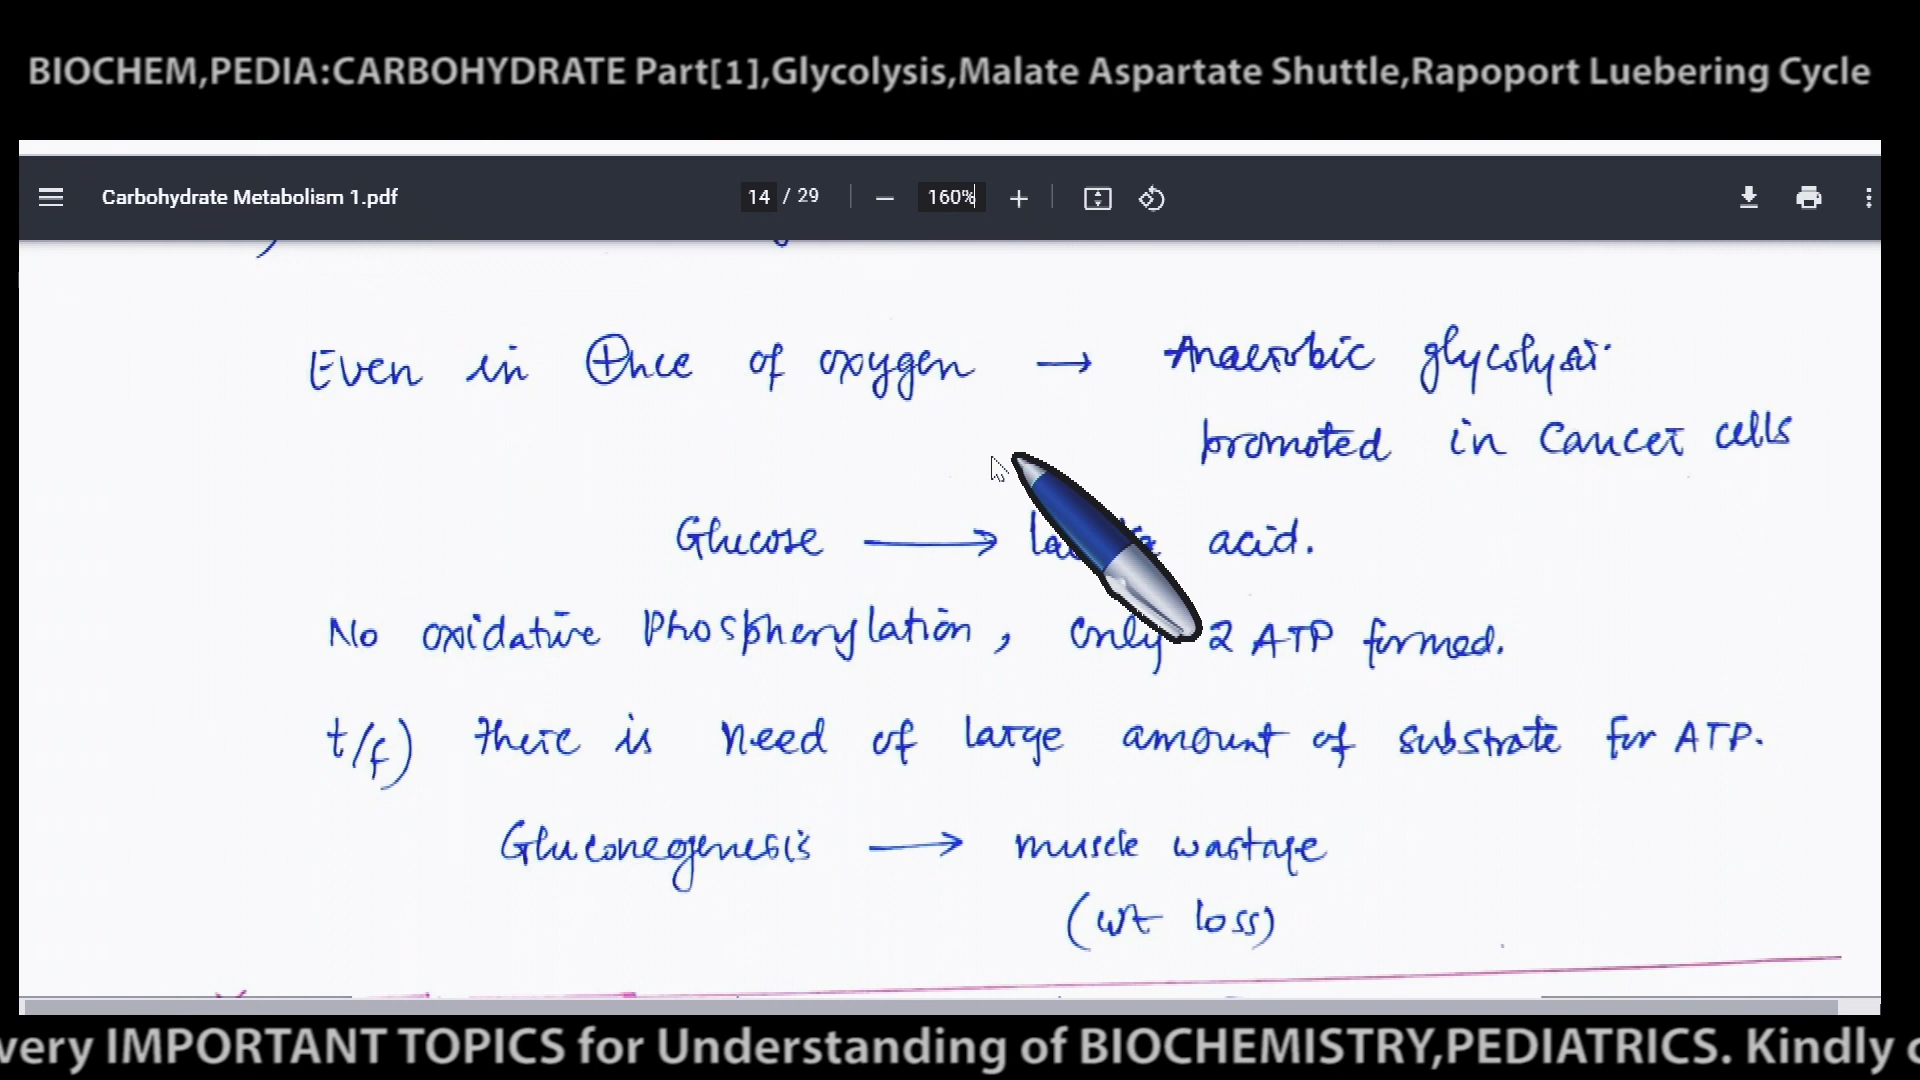 BIOCHEM,PEDIA:CARBOHYDRATE Part[1],Glycolysis,Malate Aspartate Shuttle,Rapoport Luebering Cycle
Carbohydrate Metabolism 1.pdf 14 / 29 160%
Even in ⊕nce of oxygen → Anaerobic glycolysis
promoted in Cancer cells
Glucose → acid.
No oxidative Phosphorylation, only 2 ATP formed.
t/f) there is need of large amount of substrate for ATP.
Gluconeogenesis → muscle wastage
(wt loss)
very IMPORTANT TOPICS for Understanding of BIOCHEMISTRY,PEDIATRICS. Kindly